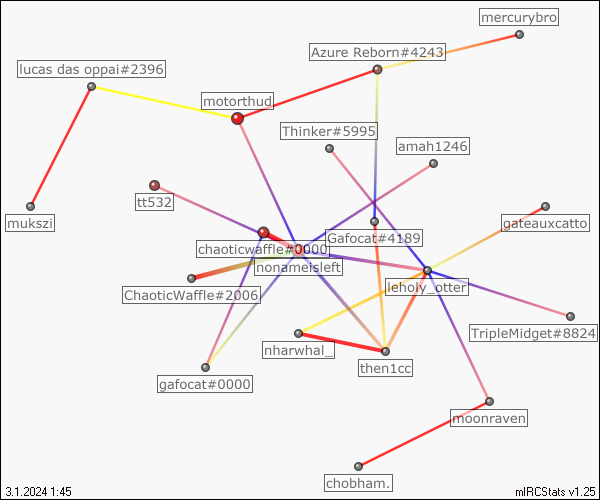 mercurybro
Azure Reborn#4243
lucas das oppai#2396
motorthud
Thinker#5995
amah1246
tt532
mukszi
gateauxcatto
Gafocat#4189
chaoticwaffle#0000
nonameisleft
leholy_otter
ChaoticWaffle#2006
TripleMidget#8824
nharwhal_
then1cc
gafocat#0000
moonraven
chobham.
3.1.2024 1:45
mIRCStats v1.25